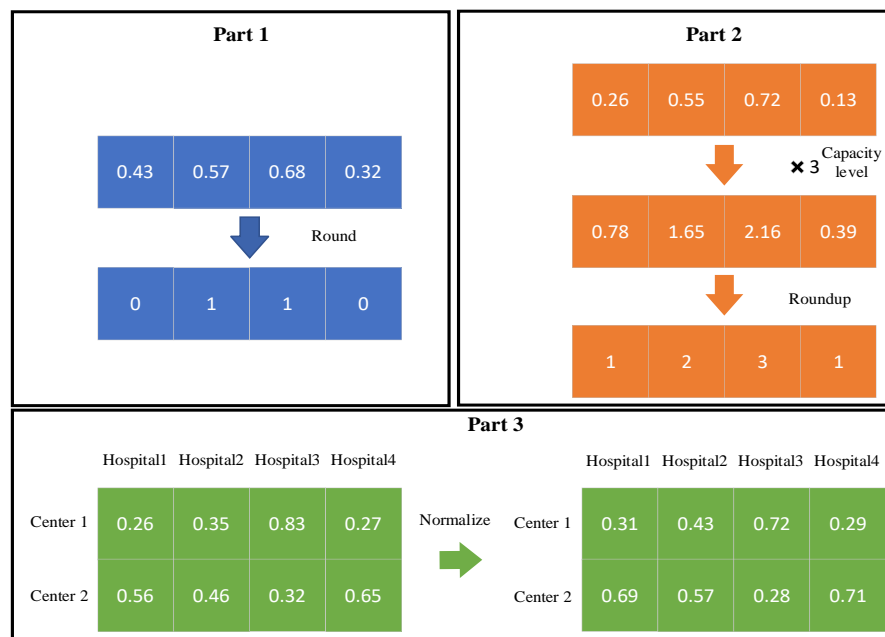 Part 1
0.43 0.57 0.68 0.32
Round
0 1 1 0
Part 2
0.26 0.55 0.72 0.13
× 3 Capacity level
0.78 1.65 2.16 0.39
Roundup
1 2 3 1
Part 3
Hospital1 Hospital2 Hospital3 Hospital4
Center 1 0.26 0.35 0.83 0.27
Center 2 0.56 0.46 0.32 0.65
Normalize
Hospital1 Hospital2 Hospital3 Hospital4
Center 1 0.31 0.43 0.72 0.29
Center 2 0.69 0.57 0.28 0.71